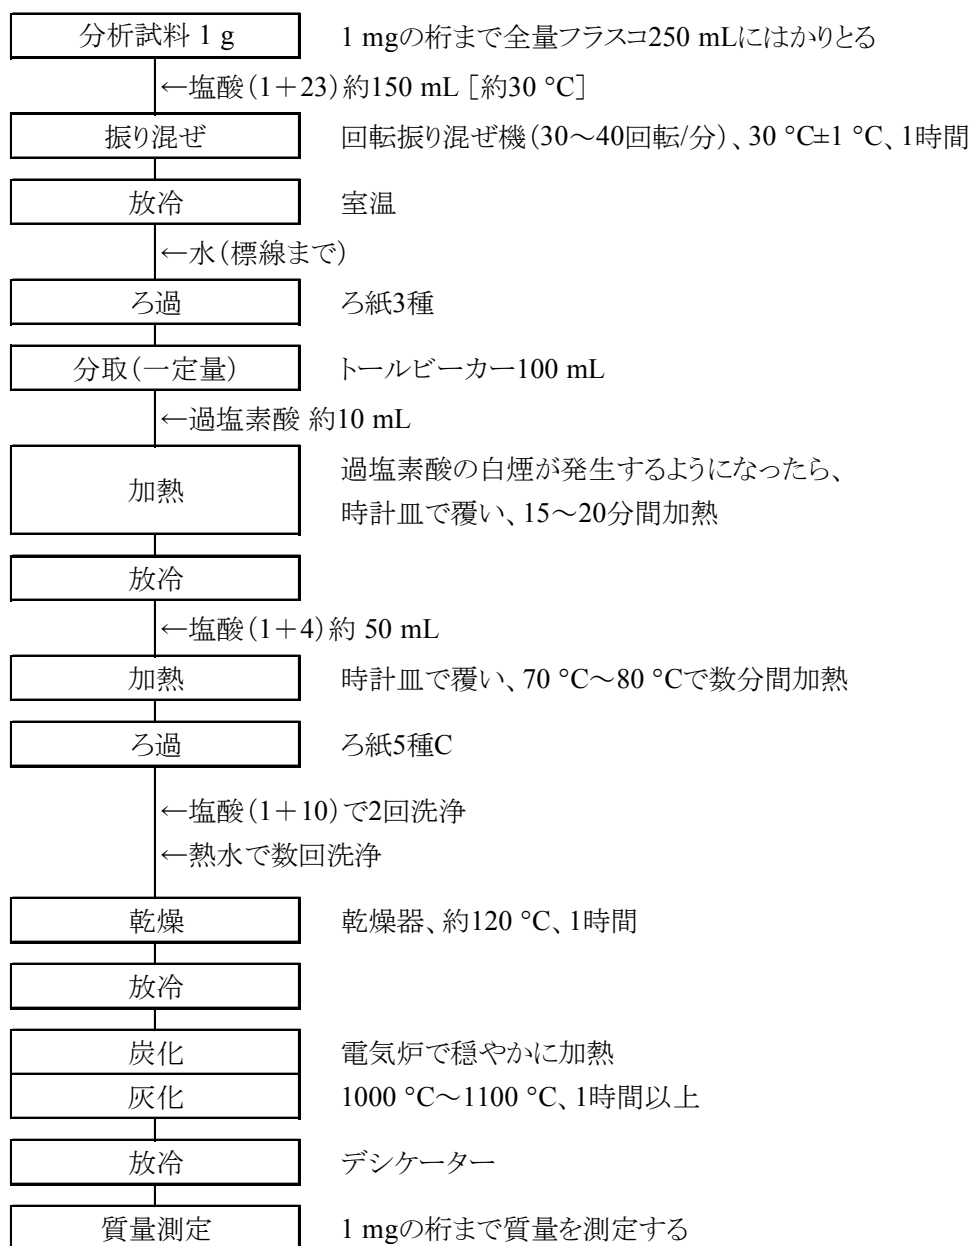 分析試料 1 g 1 mgの桁まで全量フラスコ250 mLにはかりとる
←塩酸(1+23)約150 mL [約30 °C]
振り混ぜ 回転振り混ぜ機(30~40回転/分)、30 °C±1 °C、1時間
放冷 室温
←水(標線まで)
ろ過 ろ紙3種
分取(一定量) トールビーカー100 mL
←過塩素酸 約10 mL
過塩素酸の白煙が発生するようになったら、
加熱
時計皿で覆い、15~20分間加熱
放冷
←塩酸(1+4)約 50 mL
加熱 時計皿で覆い、70 °C~80 °Cで数分間加熱
ろ過 ろ紙5種C
←塩酸(1+10)で2回洗浄
←熱水で数回洗浄
乾燥 乾燥器、約120 °C、1時間
放冷
炭化 電気炉で穏やかに加熱
灰化 1000 °C~1100 °C、1時間以上
放冷 デシケーター
質量測定 1 mgの桁まで質量を測定する